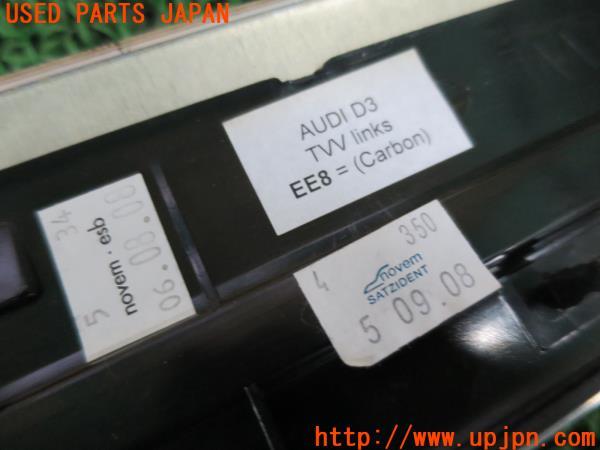 USED PARTS JAPAN
AUDI D3
TVV links
EE8 = (Carbon)
34 06.08.08
novem · esb
5
4 350
novem
SATZIDENT
5 09.08
http://www.upjpn.com/